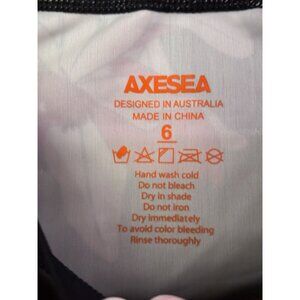 AXESEA
DESIGNED IN AUSTRALIA
MADE IN CHINA
6
Hand wash cold
Do not bleach
Dry in shade
Do not iron
Dry immediately
To avoid color bleeding
Rinse thoroughly